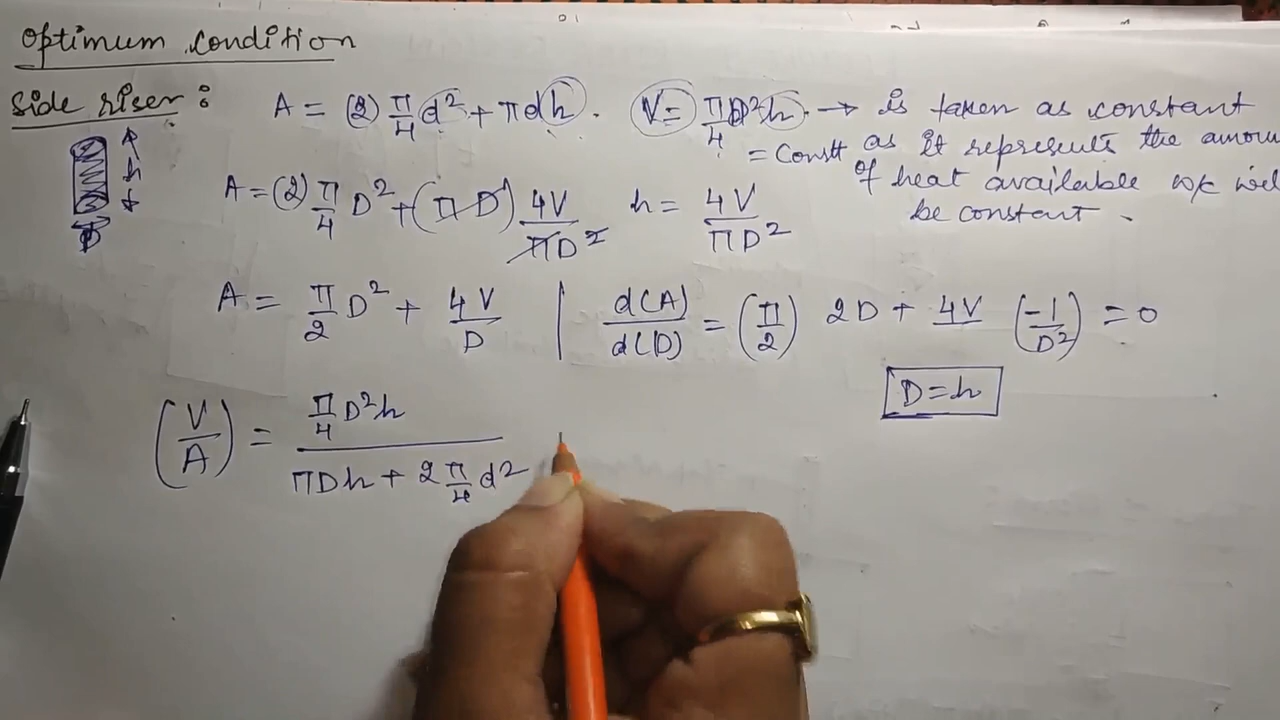 Optimum condition
Side riser :
A = (2) π/4 d² + πdh. V = π/4 D²h → is taken as constant
= Constt as it represents the amoun
of heat available w/c will
be constant.
h
D
A = (2) π/4 D² + (πD) 4V/πD² h = 4V/πD²
A = π/2 D² + 4V/D | d(A)/d(D) = (π/2) 2D + 4V (-1/D²) = 0
D = h
(V/A) = π/4 D²h / πDh + 2 π/4 d²